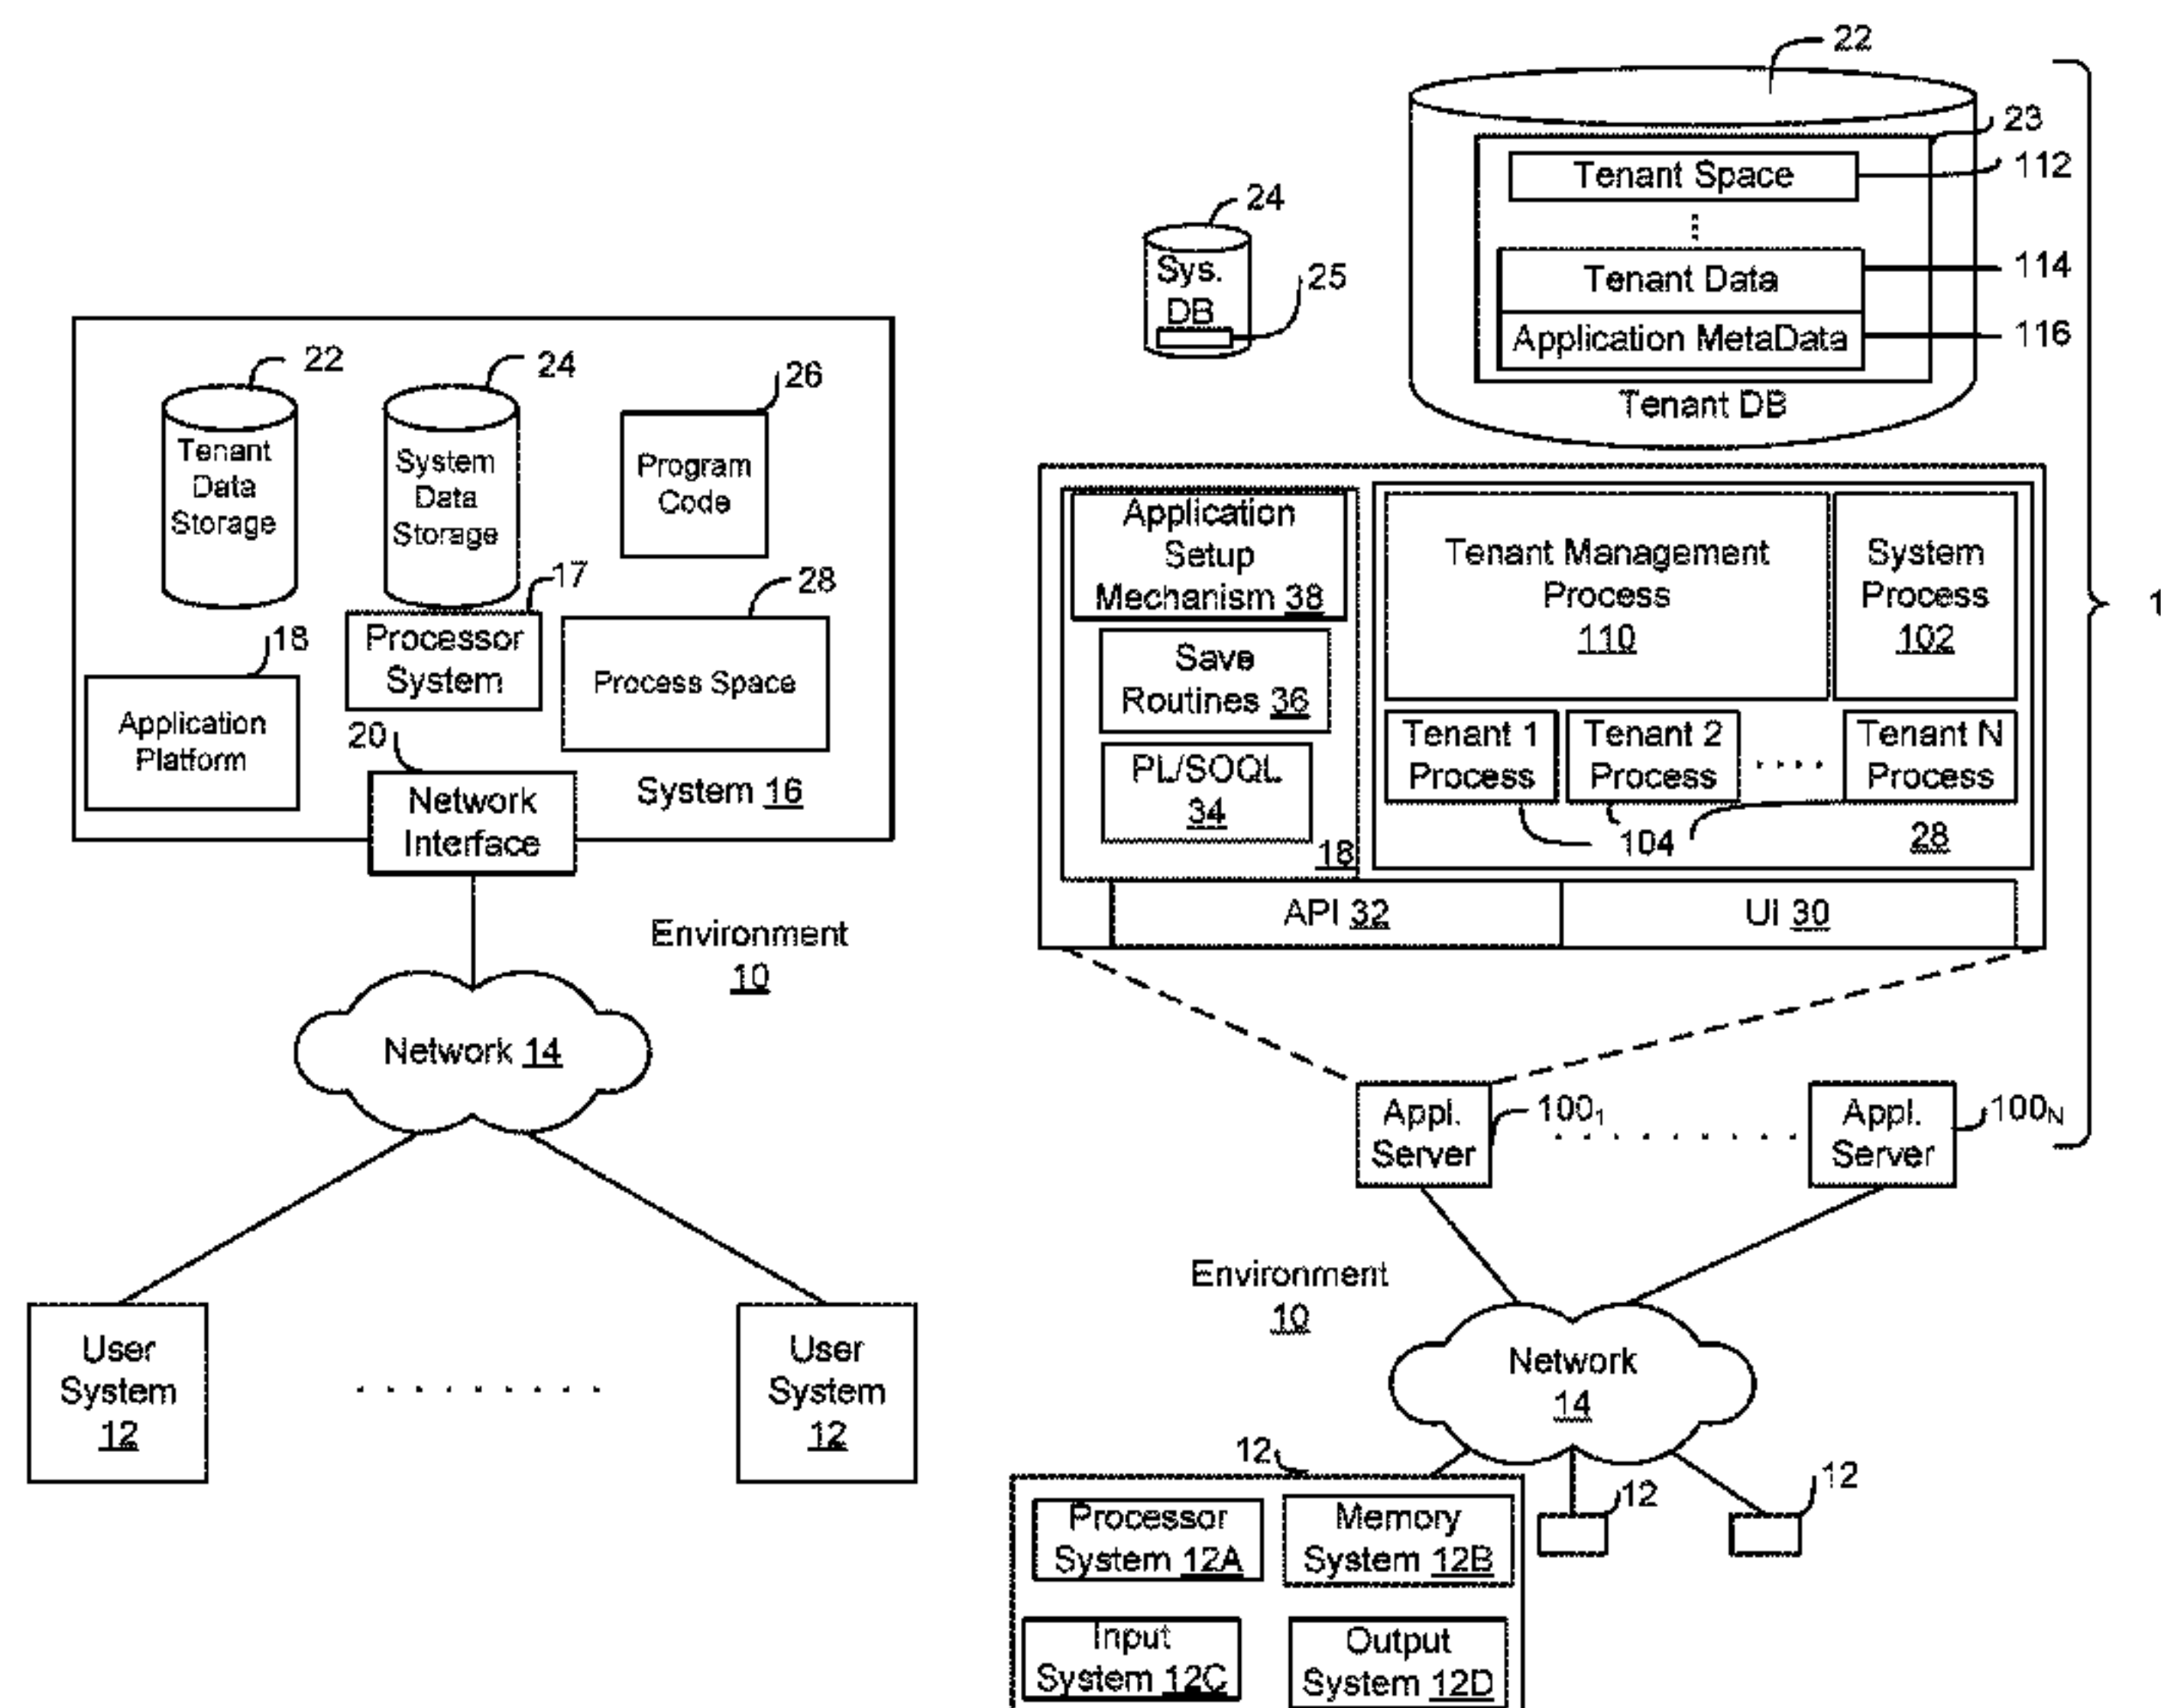 22
24
26
Tenant
Data
Storage
System
Data
Storage
Program
Code
17
28
18
Processor
System
Process Space
Application
Platform
20
Network
Interface
System 16
Environment
10
Network 14
User
System
12
User
System
12
22
23
Tenant Space
112
24
Sys.
DB
25
Tenant Data
114
Application MetaData
116
Tenant DB
Application
Setup
Mechanism 38
Save
Routines 36
PL/SOQL
34
18
Tenant Management
Process
110
System
Process
102
Tenant 1
Process
Tenant 2
Process
Tenant N
Process
104
28
API 32
UI 30
1
Appl.
Server
100₁
Appl.
Server
100N
Environment
10
Network
14
12
12
12
Processor
System 12A
Memory
System 12B
Input
System 12C
Output
System 12D